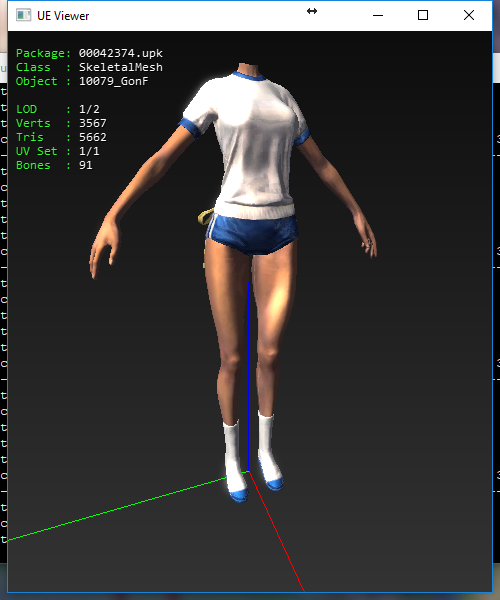 UE Viewer
Package: 00042374.upk
Class : SkeletalMesh
Object : 10079_GonF
LOD : 1/2
Verts : 3567
Tris : 5662
UV Set : 1/1
Bones : 91